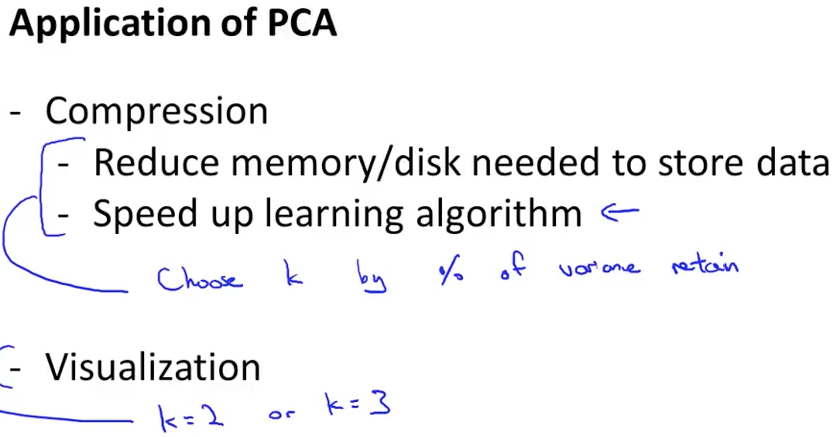 Application of PCA
- Compression
- Reduce memory/disk needed to store data
- Speed up learning algorithm ←
Choose k by % of variance retain
- Visualization
k=2 or k=3